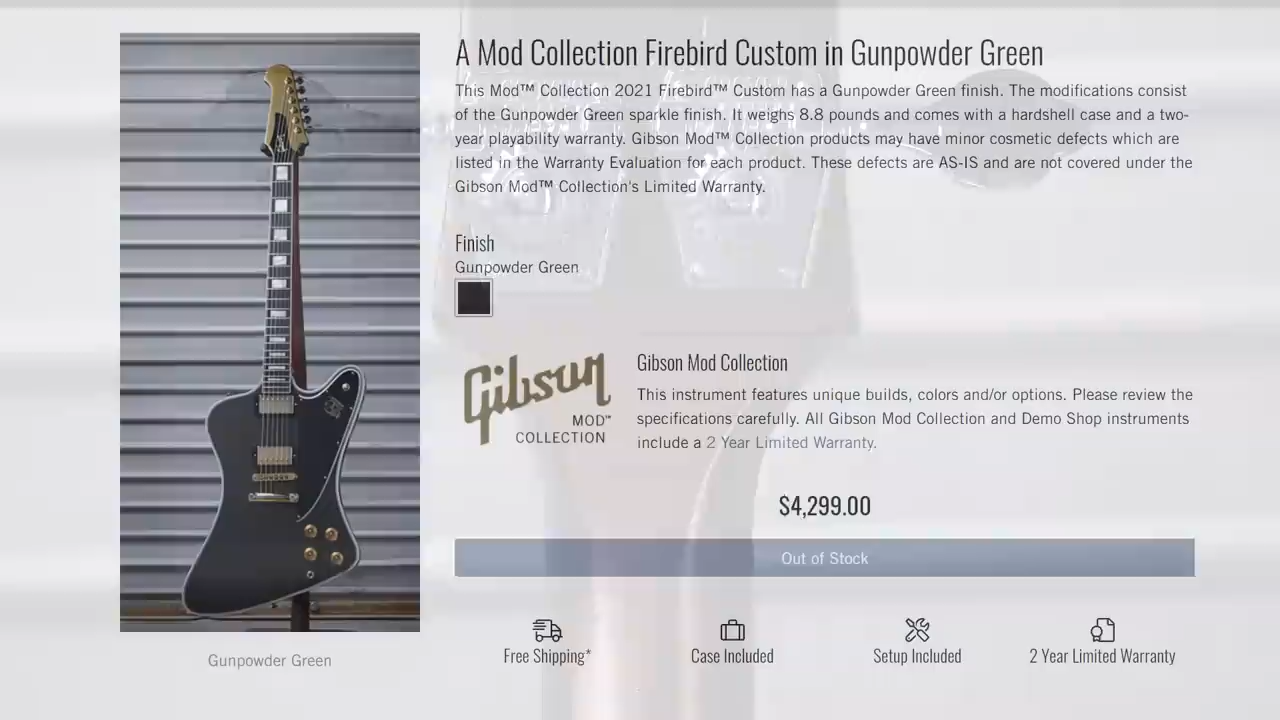 A Mod Collection Firebird Custom in Gunpowder Green
This Mod™ Collection 2021 Firebird™ Custom has a Gunpowder Green finish. The modifications consist
of the Gunpowder Green sparkle finish. It weighs 8.8 pounds and comes with a hardshell case and a two-
year playability warranty. Gibson Mod™ Collection products may have minor cosmetic defects which are
listed in the Warranty Evaluation for each product. These defects are AS-IS and are not covered under the
Gibson Mod™ Collection's Limited Warranty.
Finish
Gunpowder Green
Gibson
MOD™
COLLECTION
Gibson Mod Collection
This instrument features unique builds, colors and/or options. Please review the
specifications carefully. All Gibson Mod Collection and Demo Shop instruments
include a 2 Year Limited Warranty.
$4,299.00
Out of Stock
Free Shipping*
Case Included
Setup Included
2 Year Limited Warranty
Gunpowder Green